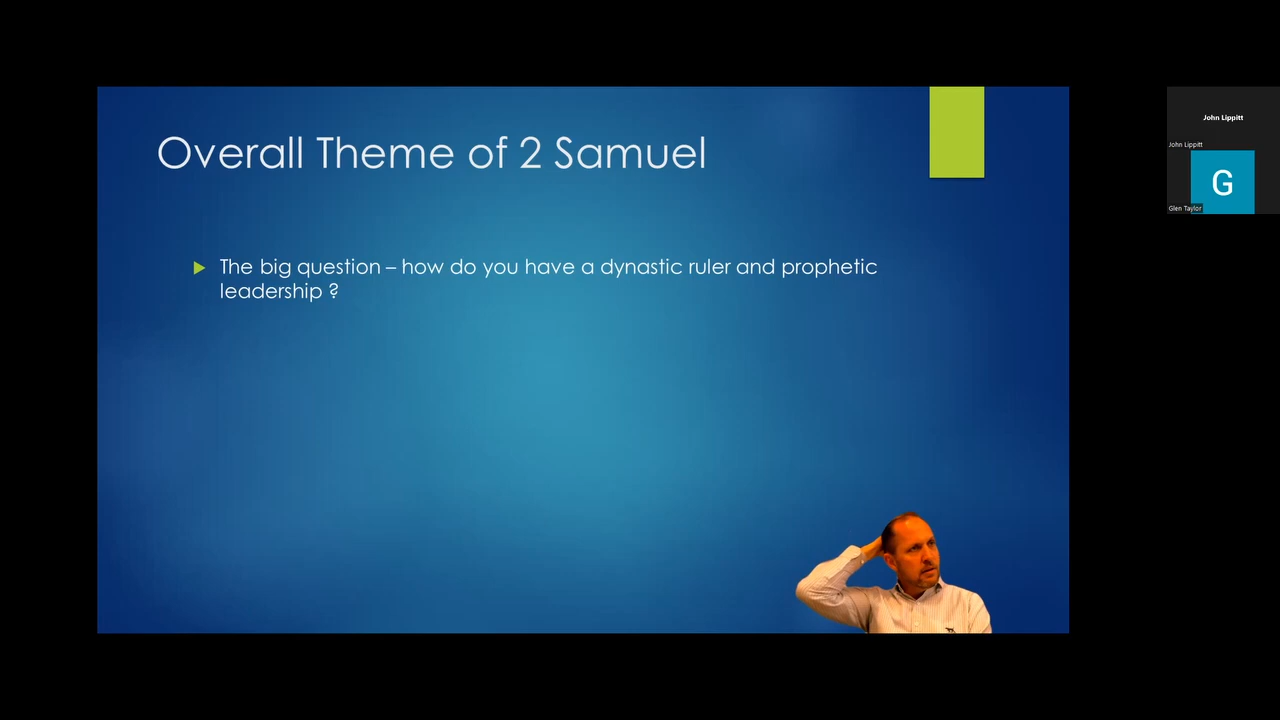 Overall Theme of 2 Samuel
The big question – how do you have a dynastic ruler and prophetic
leadership ?
John Lippitt
John Lippitt
G
Glen Taylor